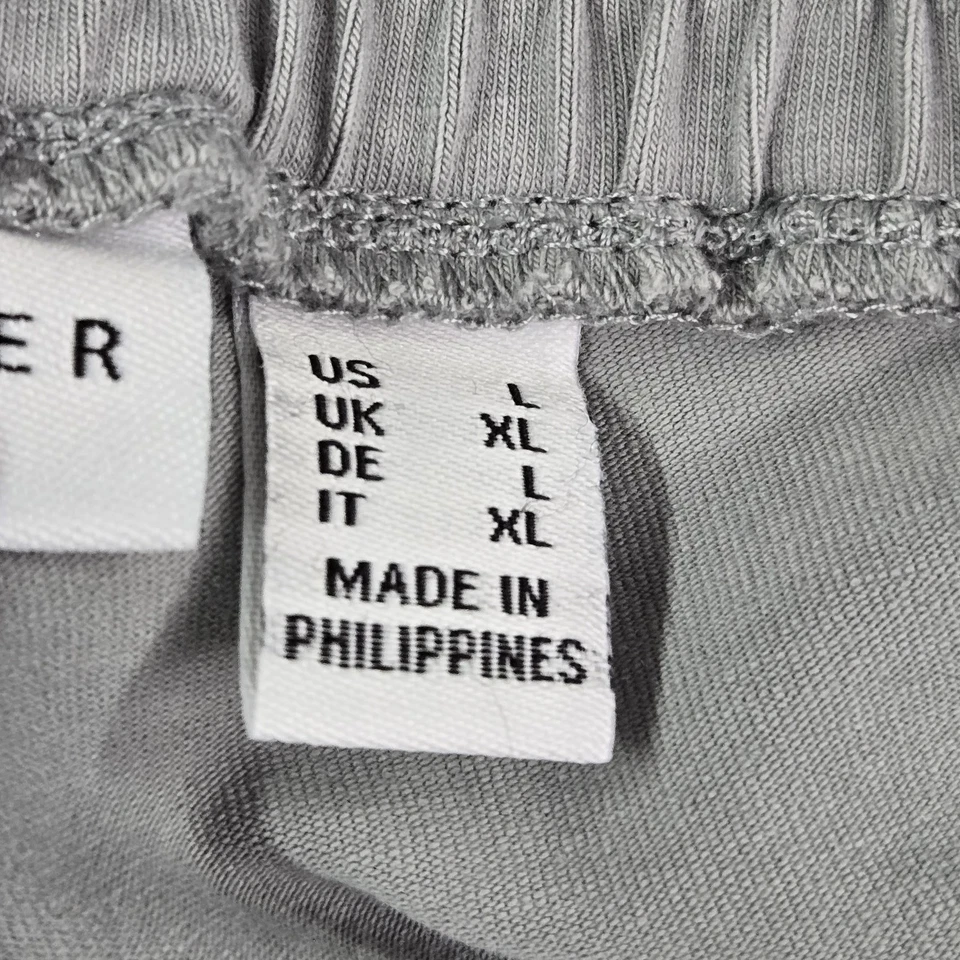 ER
US L
UK XL
DE L
IT XL
MADE IN
PHILIPPINES